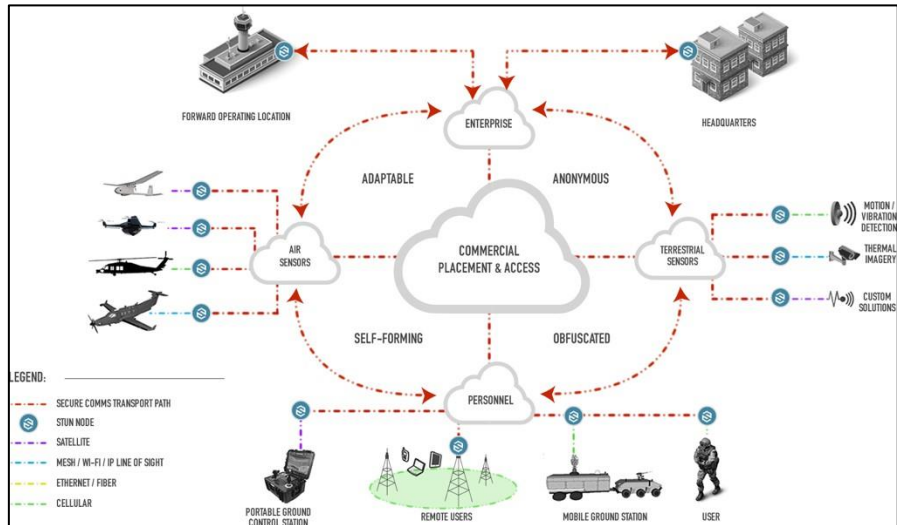 FORWARD OPERATING LOCATION
HEADQUARTERS
ENTERPRISE
ADAPTABLE
ANONYMOUS
AIR
SENSORS
COMMERCIAL
PLACEMENT & ACCESS
TERRESTRIAL
SENSORS
MOTION /
VIBRATION
DETECTION
THERMAL
IMAGERY
CUSTOM
SOLUTIONS
SELF-FORMING
OBFUSCATED
PERSONNEL
LEGEND:
SECURE COMMS TRANSPORT PATH
STUN NODE
SATELLITE
MESH / WI-FI / IP LINE OF SIGHT
ETHERNET / FIBER
CELLULAR
PORTABLE GROUND
CONTROL STATION
REMOTE USERS
MOBILE GROUND STATION
USER